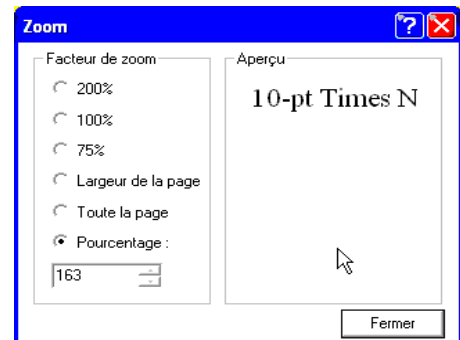 Zoom
Facteur de zoom
200%
100%
75%
Largeur de la page
Toute la page
Pourcentage :
163
Aperçu
10-pt Times N
Fermer